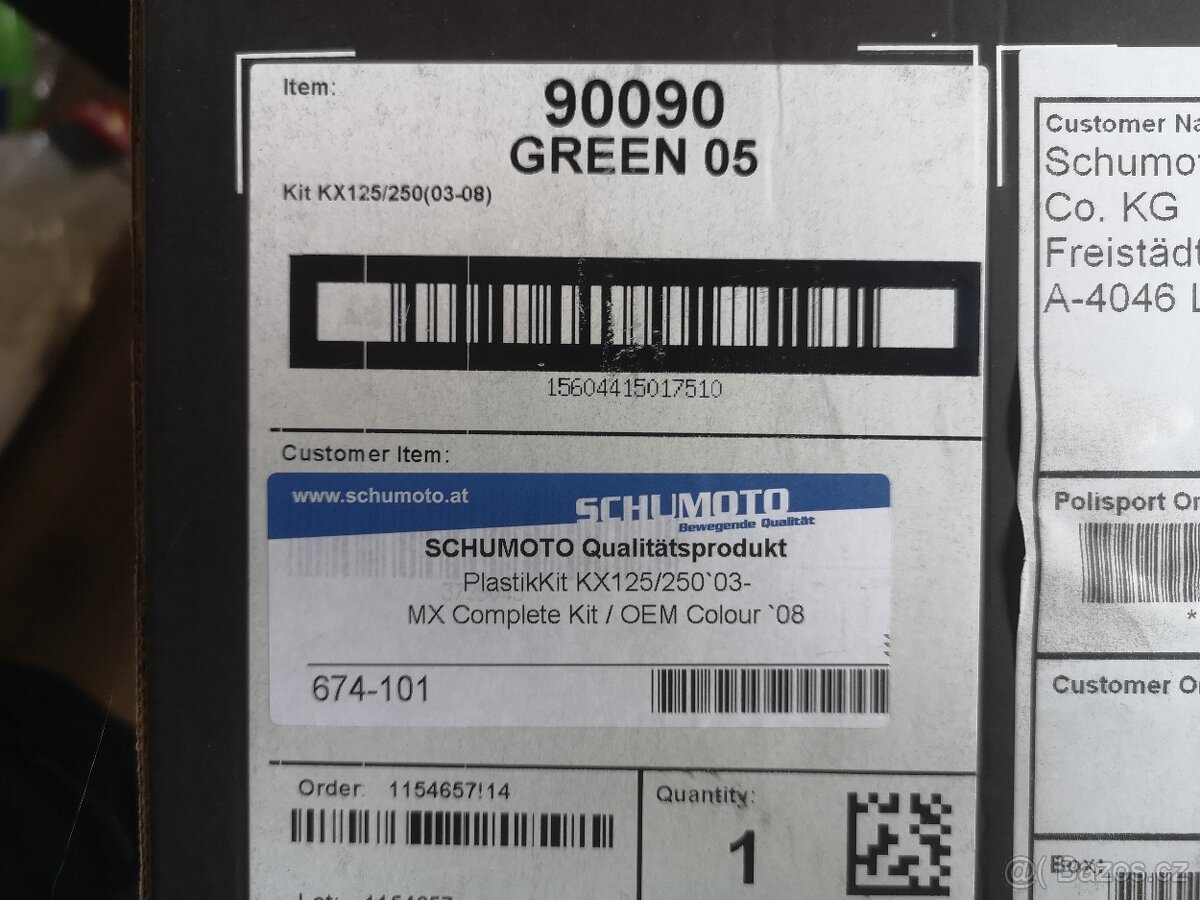 Item:
90090
GREEN 05
Kit KX125/250(03-08)
15604415017510
Customer Item:
www.schumoto.at
SCHUMOTO
Bewegende Qualität
SCHUMOTO Qualitätsprodukt
PlastikKit KX125/250`03-
MX Complete Kit / OEM Colour `08
674-101
Order: 1154657!14
Quantity:
1
Customer Na
Schumot
Co. KG
Freistädt
A-4046 L
Polisport Or
*
Customer Or
Box:
@( Bazos.cz